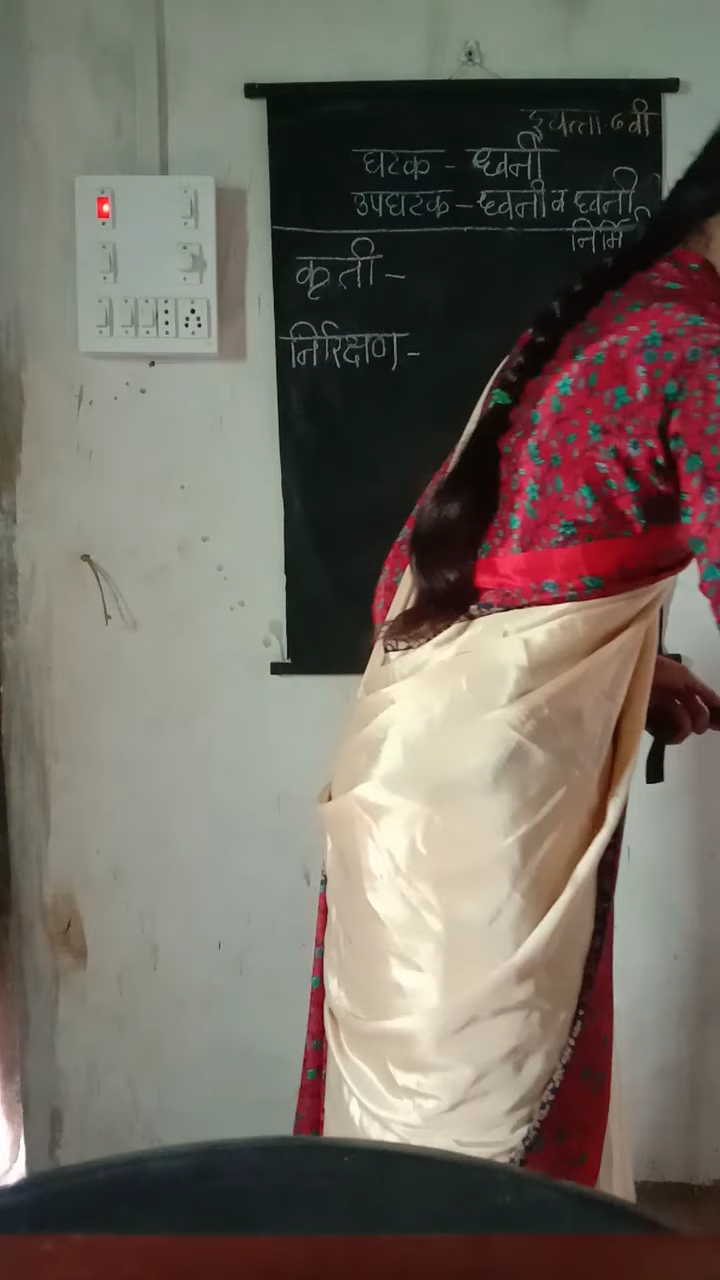 इयत्ता ७वी
घटक - ध्वनी
उपघटक - ध्वनी व ध्वनी
निर्मि
कृती -
निरिक्षण -